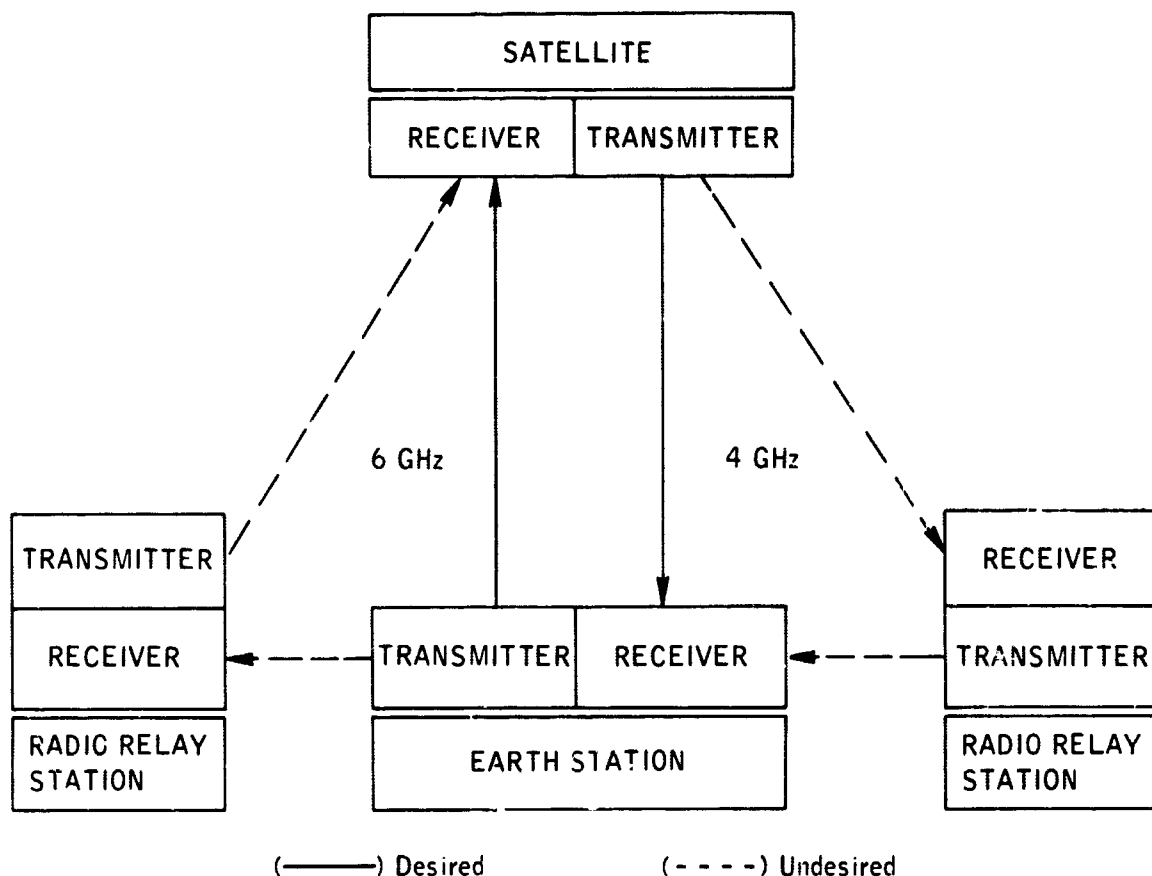 SATELLITE
RECEIVER
TRANSMITTER
6 GHz
4 GHz
TRANSMITTER
RECEIVER
RECEIVER
TRANSMITTER
RECEIVER
TRANSMITTER
RADIO RELAY
STATION
EARTH STATION
RADIO RELAY
STATION
(———) Desired
(- - - -) Undesired